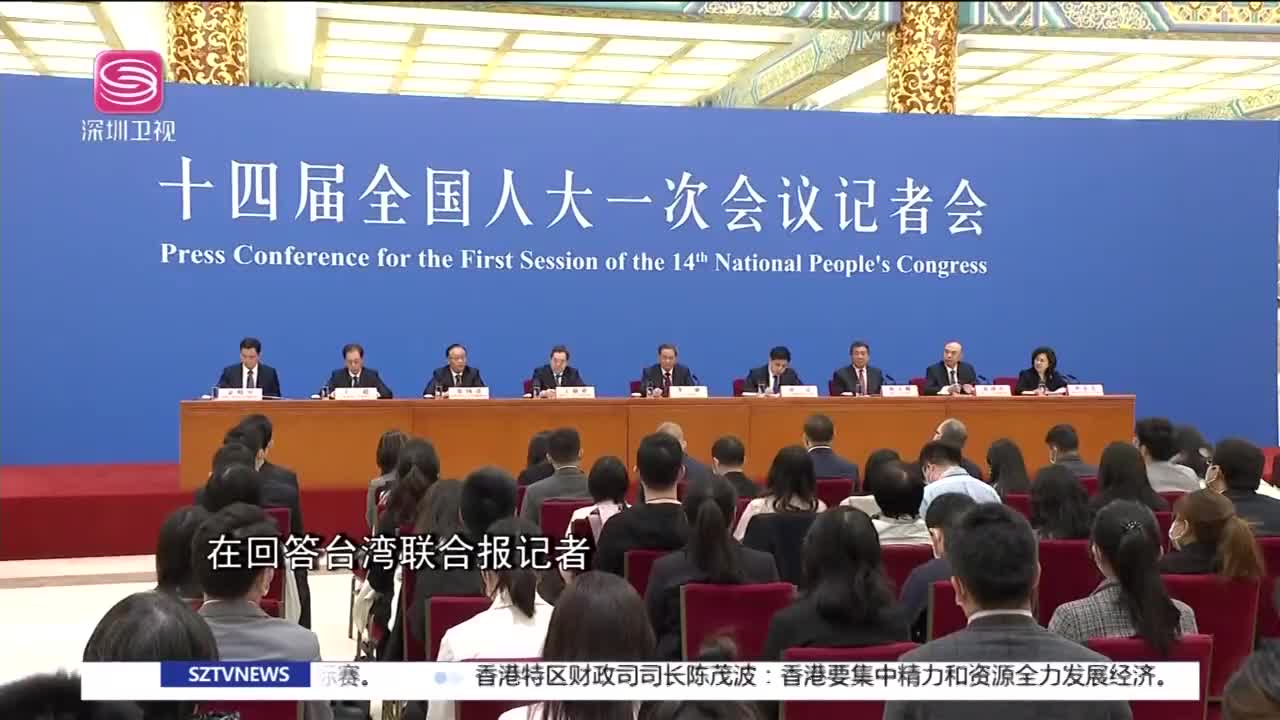 深圳卫视
十四届全国人大一次会议记者会
Press Conference for the First Session of the 14th National People's Congress
在回答台湾联合报记者
SZTVNEWS
赛。
香港特区财政司司长陈茂波：香港要集中精力和资源全力发展经济。